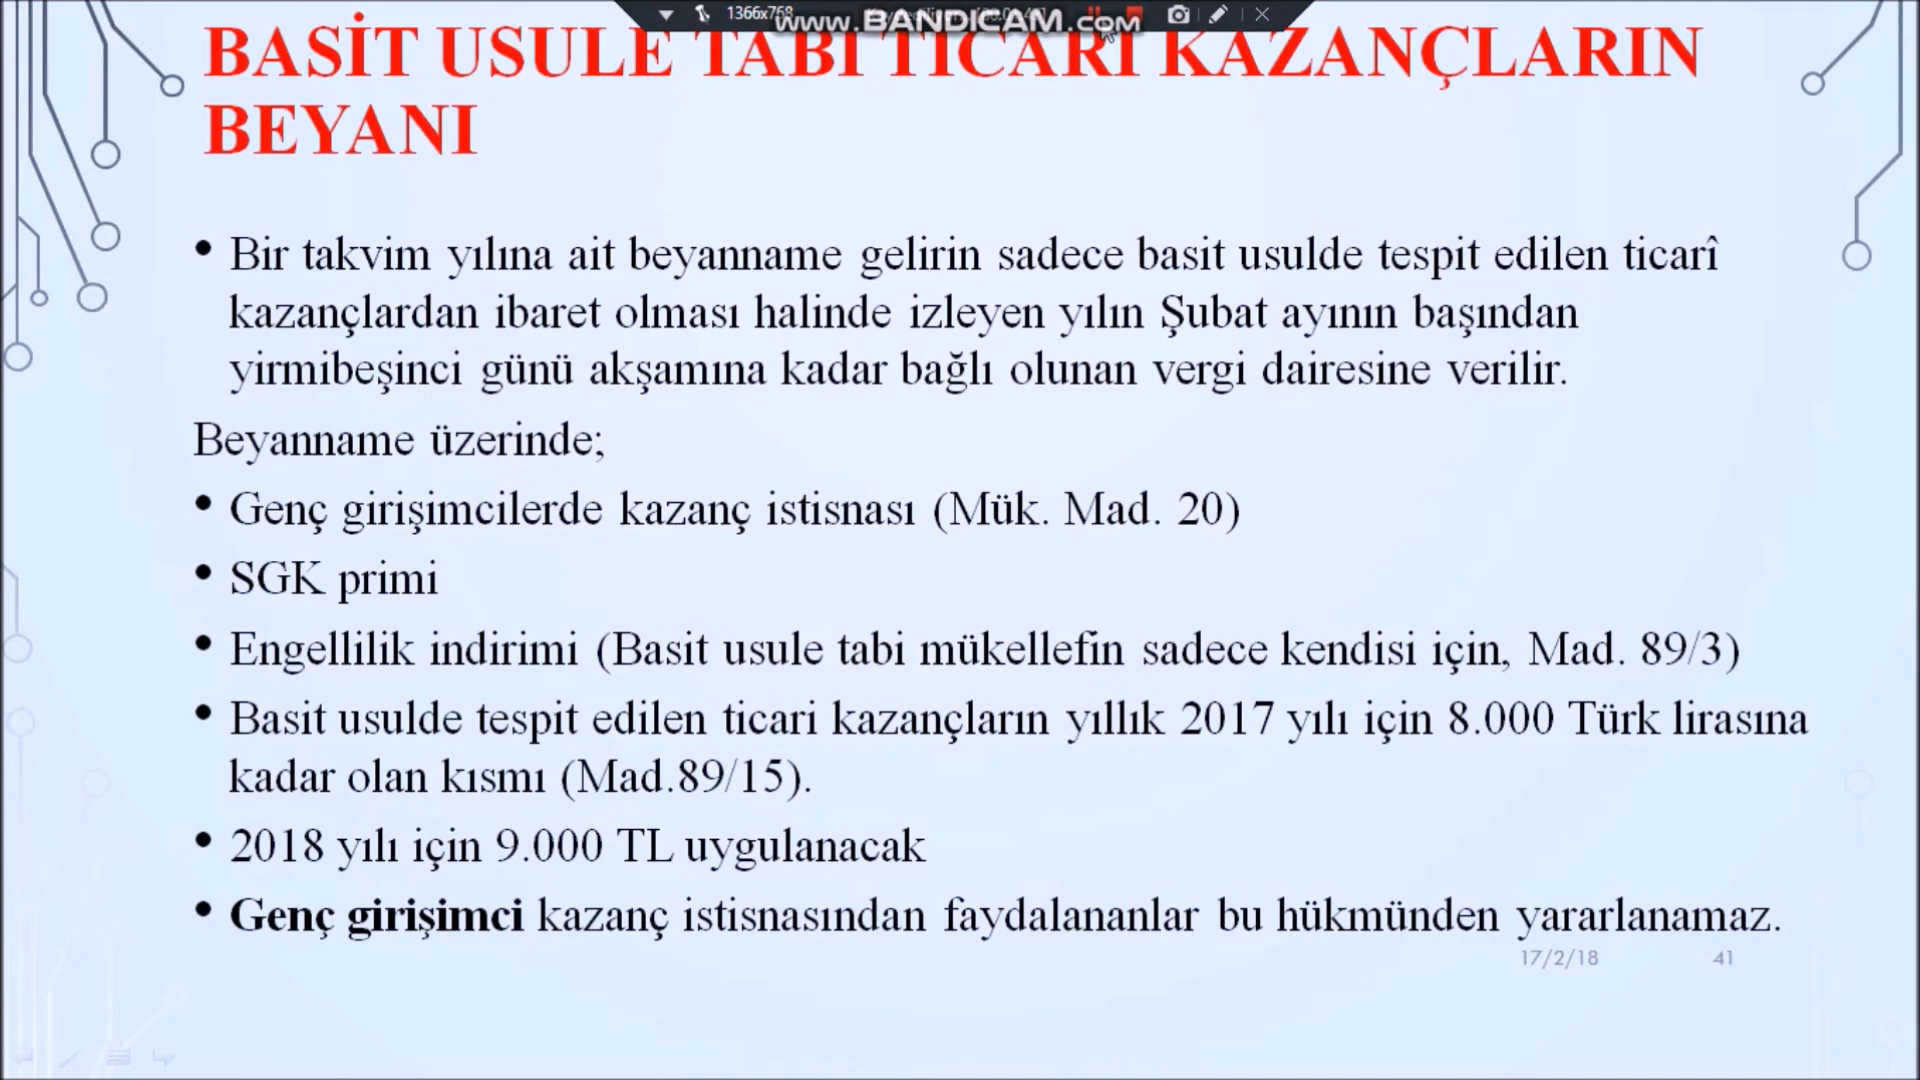 1366x768
www.BANDICAM.com
BASİT USULE TABİ TİCARİ KAZANÇLARIN
BEYANI
• Bir takvim yılına ait beyanname gelirin sadece basit usulde tespit edilen ticarî
kazançlardan ibaret olması halinde izleyen yılın Şubat ayının başından
yirmibeşinci günü akşamına kadar bağlı olunan vergi dairesine verilir.
Beyanname üzerinde;
• Genç girişimcilerde kazanç istisnası (Mük. Mad. 20)
• SGK primi
• Engellilik indirimi (Basit usule tabi mükellefin sadece kendisi için, Mad. 89/3)
• Basit usulde tespit edilen ticari kazançların yıllık 2017 yılı için 8.000 Türk lirasına
kadar olan kısmı (Mad.89/15).
• 2018 yılı için 9.000 TL uygulanacak
• Genç girişimci kazanç istisnasından faydalananlar bu hükmünden yararlanamaz.
17/2/18
41